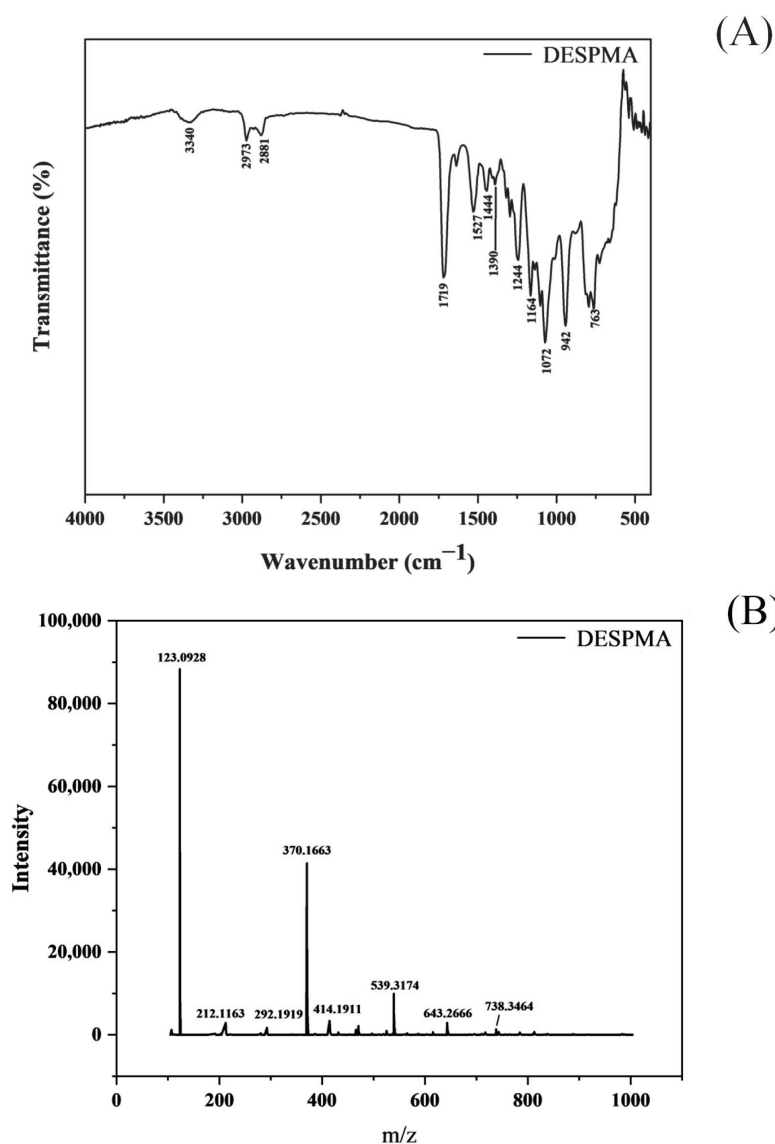 (A)
DESPMA
Transmittance (%)
3340
2973
2881
1719
1527
1444
1390
1244
1164
1072
942
763
4000 3500 3000 2500 2000 1500 1000 500
Wavenumber (cm⁻¹)
(B)
DESPMA
Intensity
100,000
80,000
60,000
40,000
20,000
0
123.0928
212.1163
292.1919
370.1663
414.1911
539.3174
643.2666
738.3464
0 200 400 600 800 1000
m/z